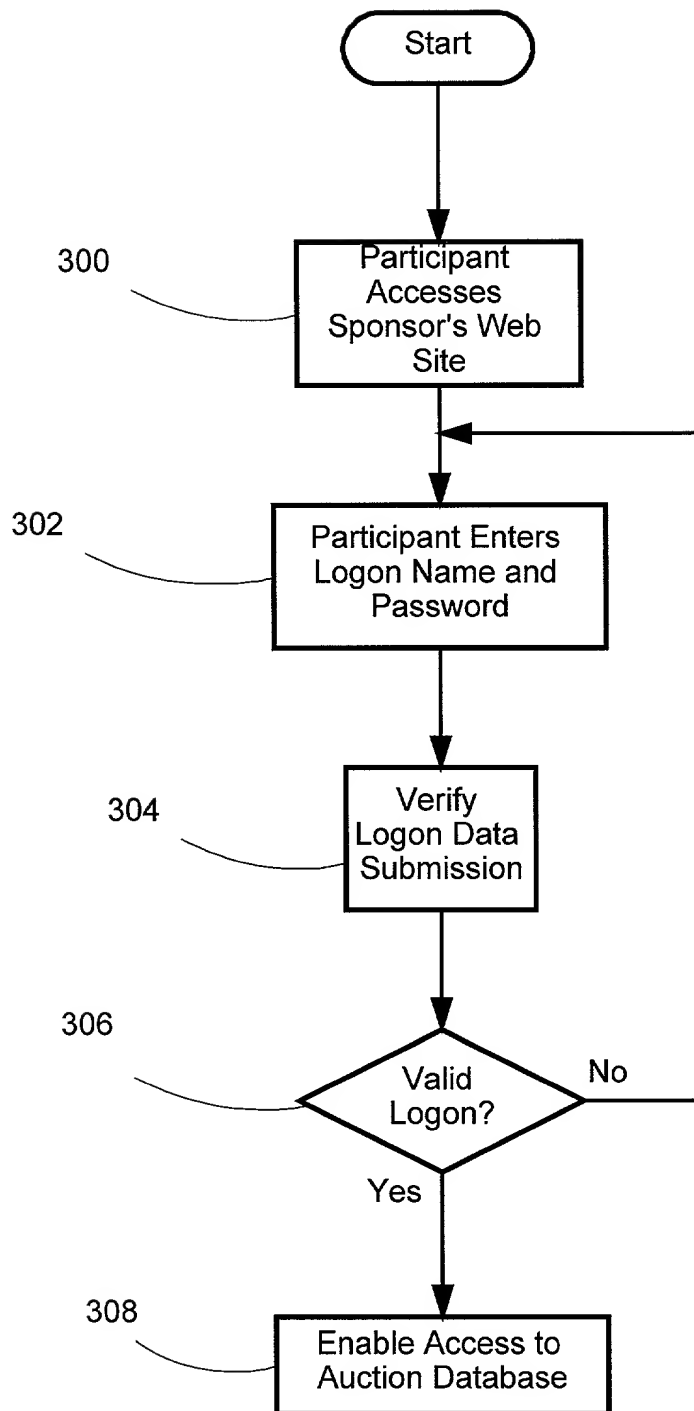 Start
300
Participant
Accesses
Sponsor's Web
Site
302
Participant Enters
Logon Name and
Password
304
Verify
Logon Data
Submission
306
Valid
Logon?
No
Yes
308
Enable Access to
Auction Database